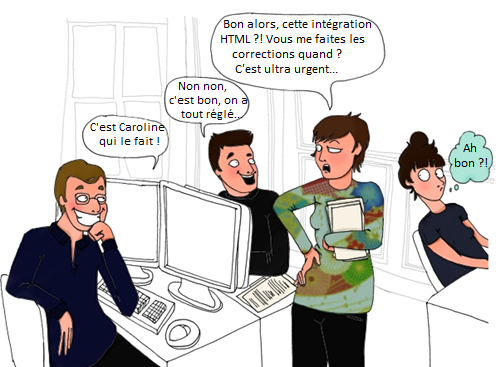 Bon alors, cette intégration
HTML ?! Vous me faites les
corrections quand ?
C'est ultra urgent...
Non non,
c'est bon, on a
tout réglé...
C'est Caroline
qui le fait !
Ah
bon ?!